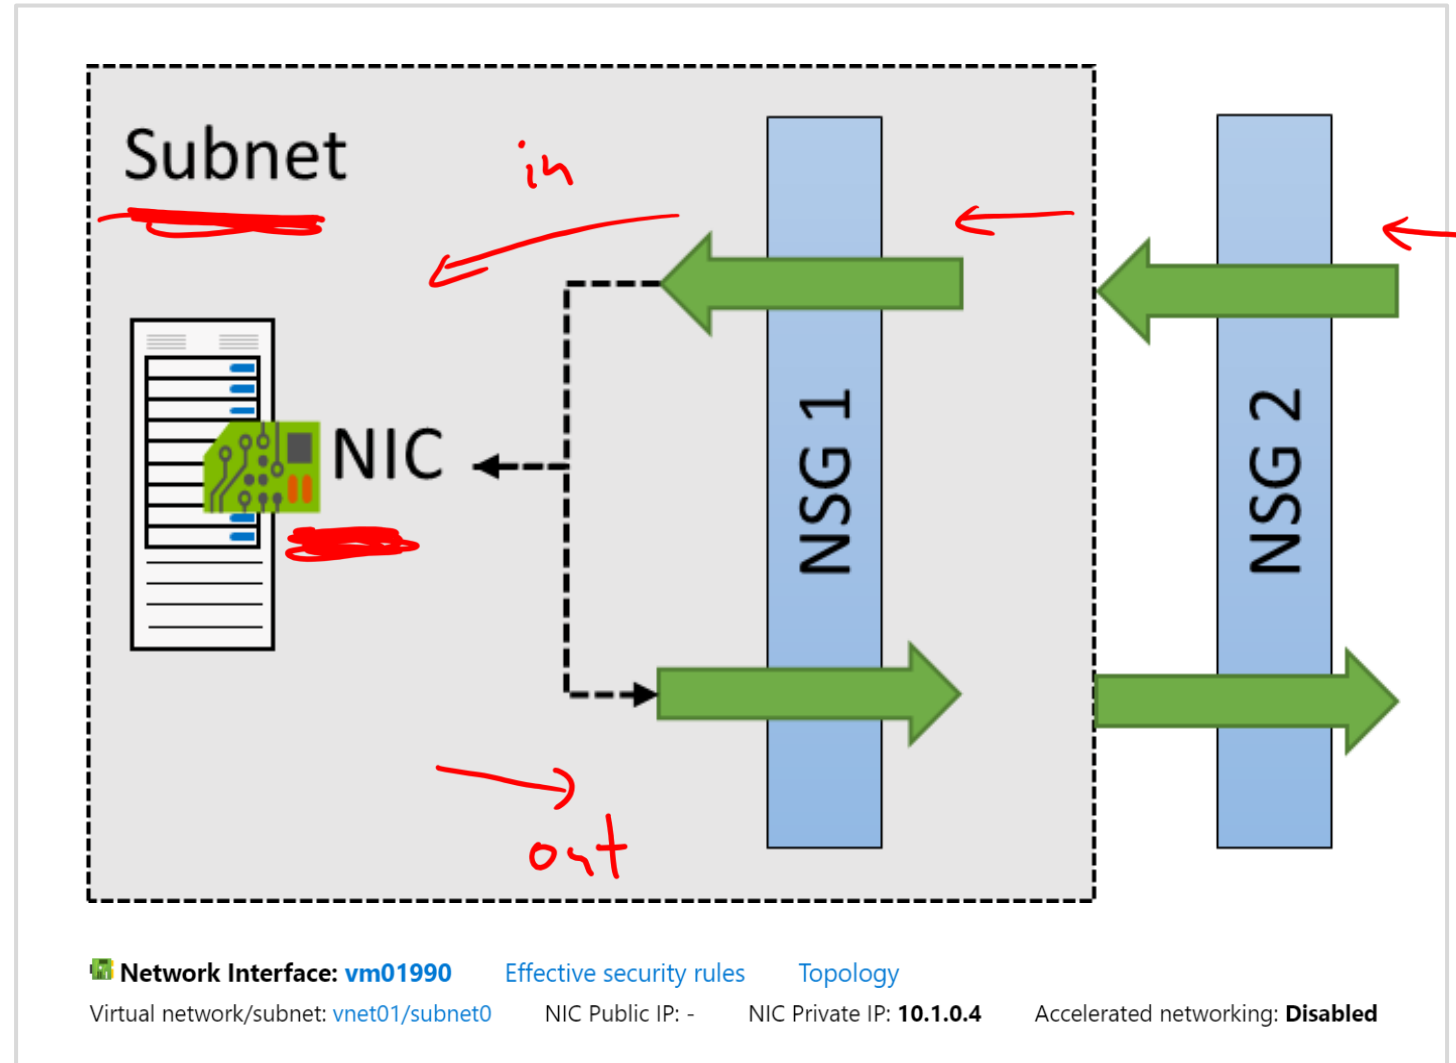 Subnet
in
NIC
NSG 1
NSG 2
out
Network Interface: vm01990 Effective security rules Topology
Virtual network/subnet: vnet01/subnet0 NIC Public IP: - NIC Private IP: 10.1.0.4 Accelerated networking: Disabled